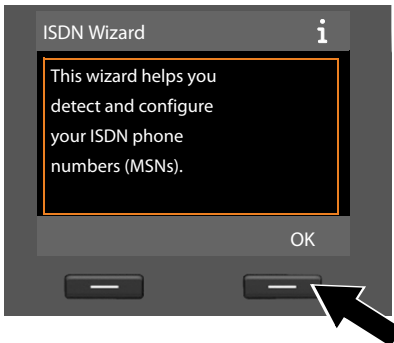 ISDN Wizard i
This wizard helps you
detect and configure
your ISDN phone
numbers (MSNs).
OK